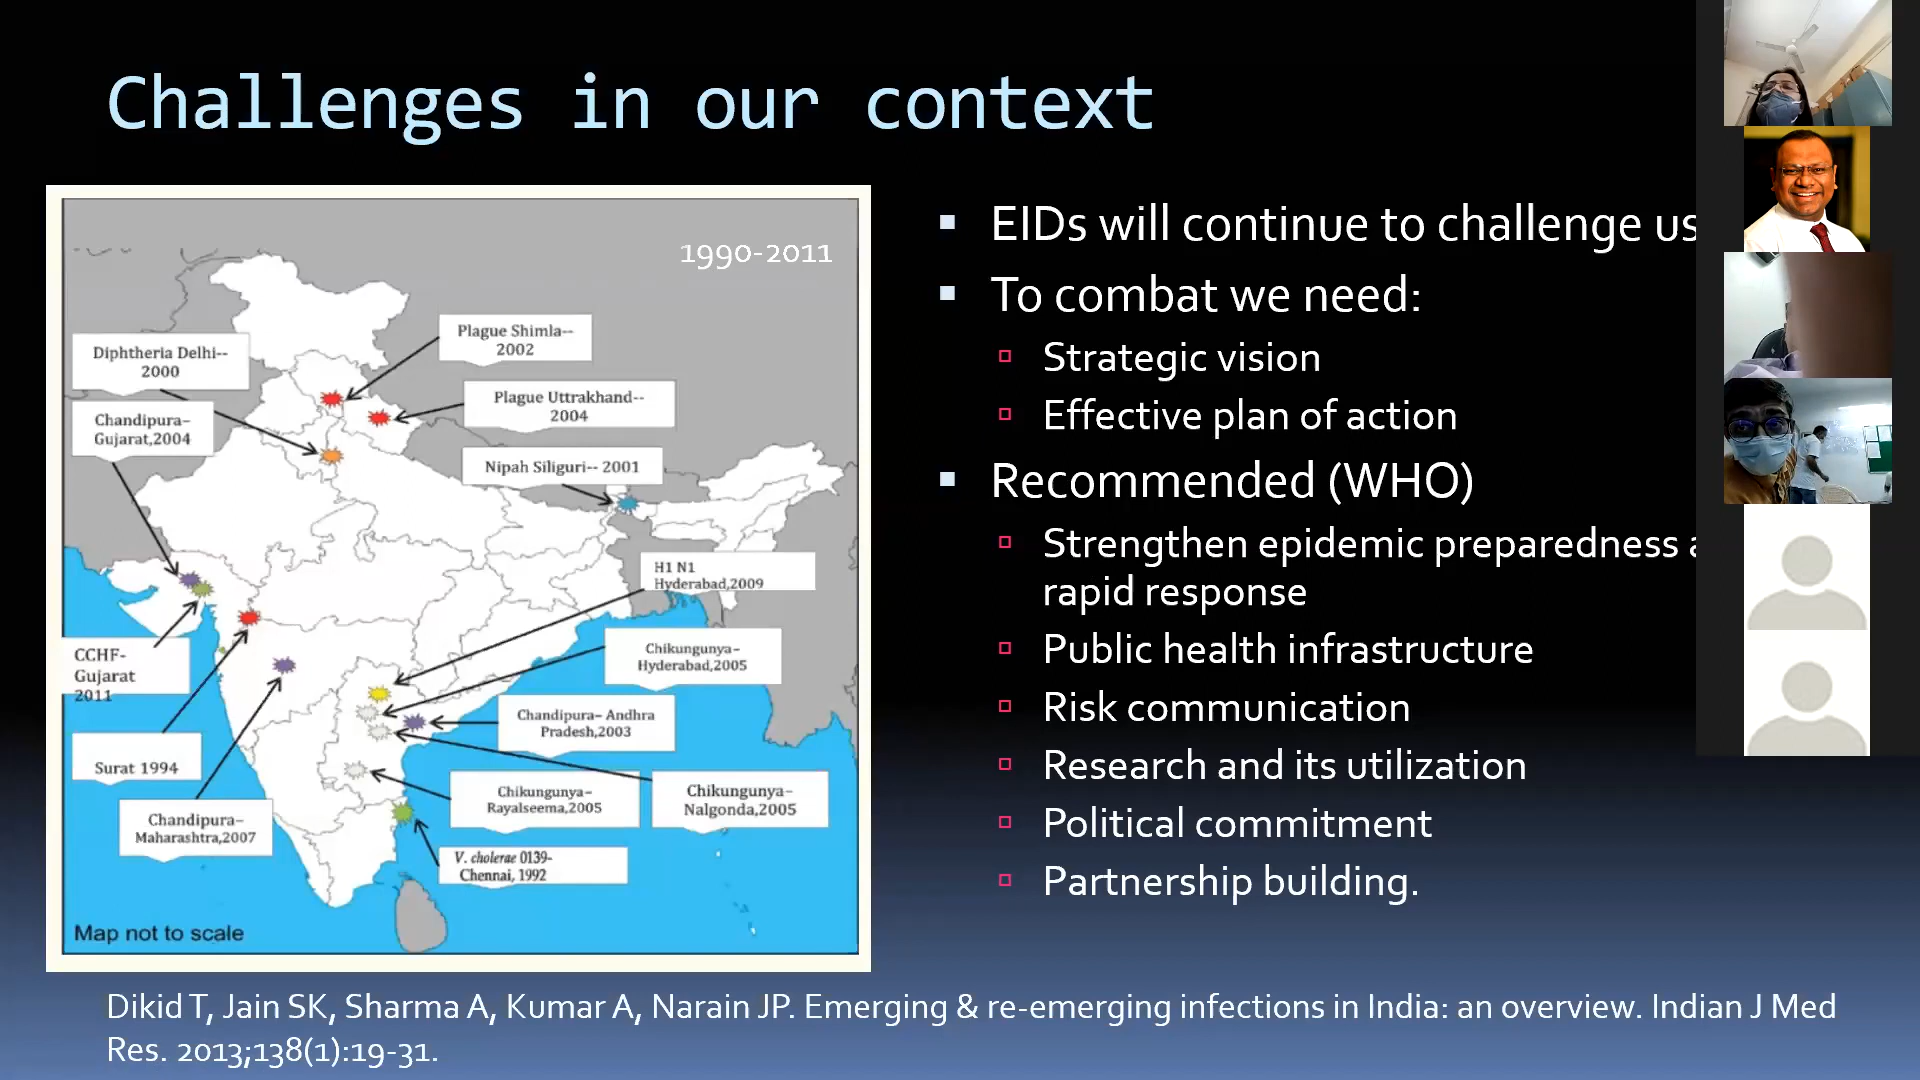 Challenges in our context
1990-2011
Plague Shimla--
2002
Diphtheria Delhi--
2000
Plague Uttrakhand--
2004
Chandipura-
Gujarat,2004
Nipah Siliguri-- 2001
H1 N1
Hyderabad,2009
CCHF-
Gujarat
2011
Chikungunya-
Hyderabad,2005
Chandipura- Andhra
Pradesh,2003
Surat 1994
Chikungunya-
Rayalseema,2005
Chikungunya-
Nalgonda,2005
Chandipura-
Maharashtra,2007
V. cholerae 0139-
Chennai, 1992
Map not to scale
EIDs will continue to challenge us
To combat we need:
Strategic vision
Effective plan of action
Recommended (WHO)
Strengthen epidemic preparedness
rapid response
Public health infrastructure
Risk communication
Research and its utilization
Political commitment
Partnership building.
Dikid T, Jain SK, Sharma A, Kumar A, Narain JP. Emerging & re-emerging infections in India: an overview. Indian J Med
Res. 2013;138(1):19-31.